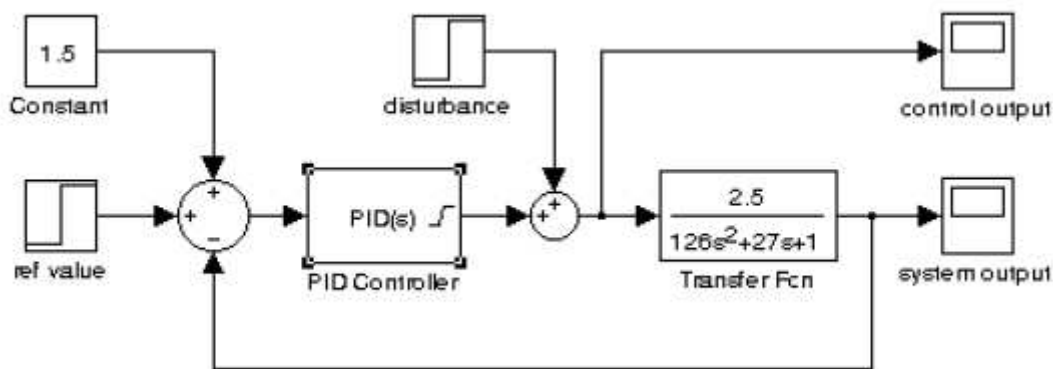 1.5
Constant
disturbance
control output
+
+
−
ref value
PID(s)
PID Controller
+
+
2.5
126s²+27s+1
Transfer Fcn
system output